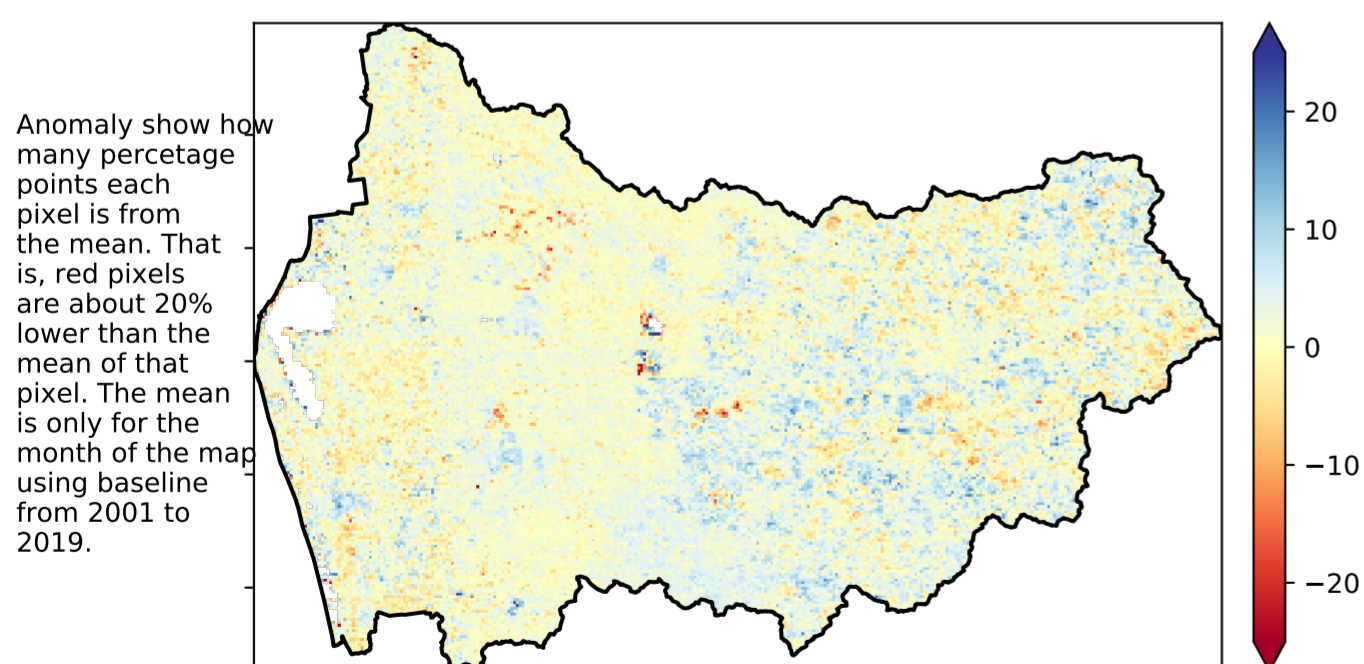 Anomaly show how
many percetage
points each
pixel is from
the mean. That
is, red pixels
are about 20%
lower than the
mean of that
pixel. The mean
is only for the
month of the map
using baseline
from 2001 to
2019.
20
10
0
−10
−20